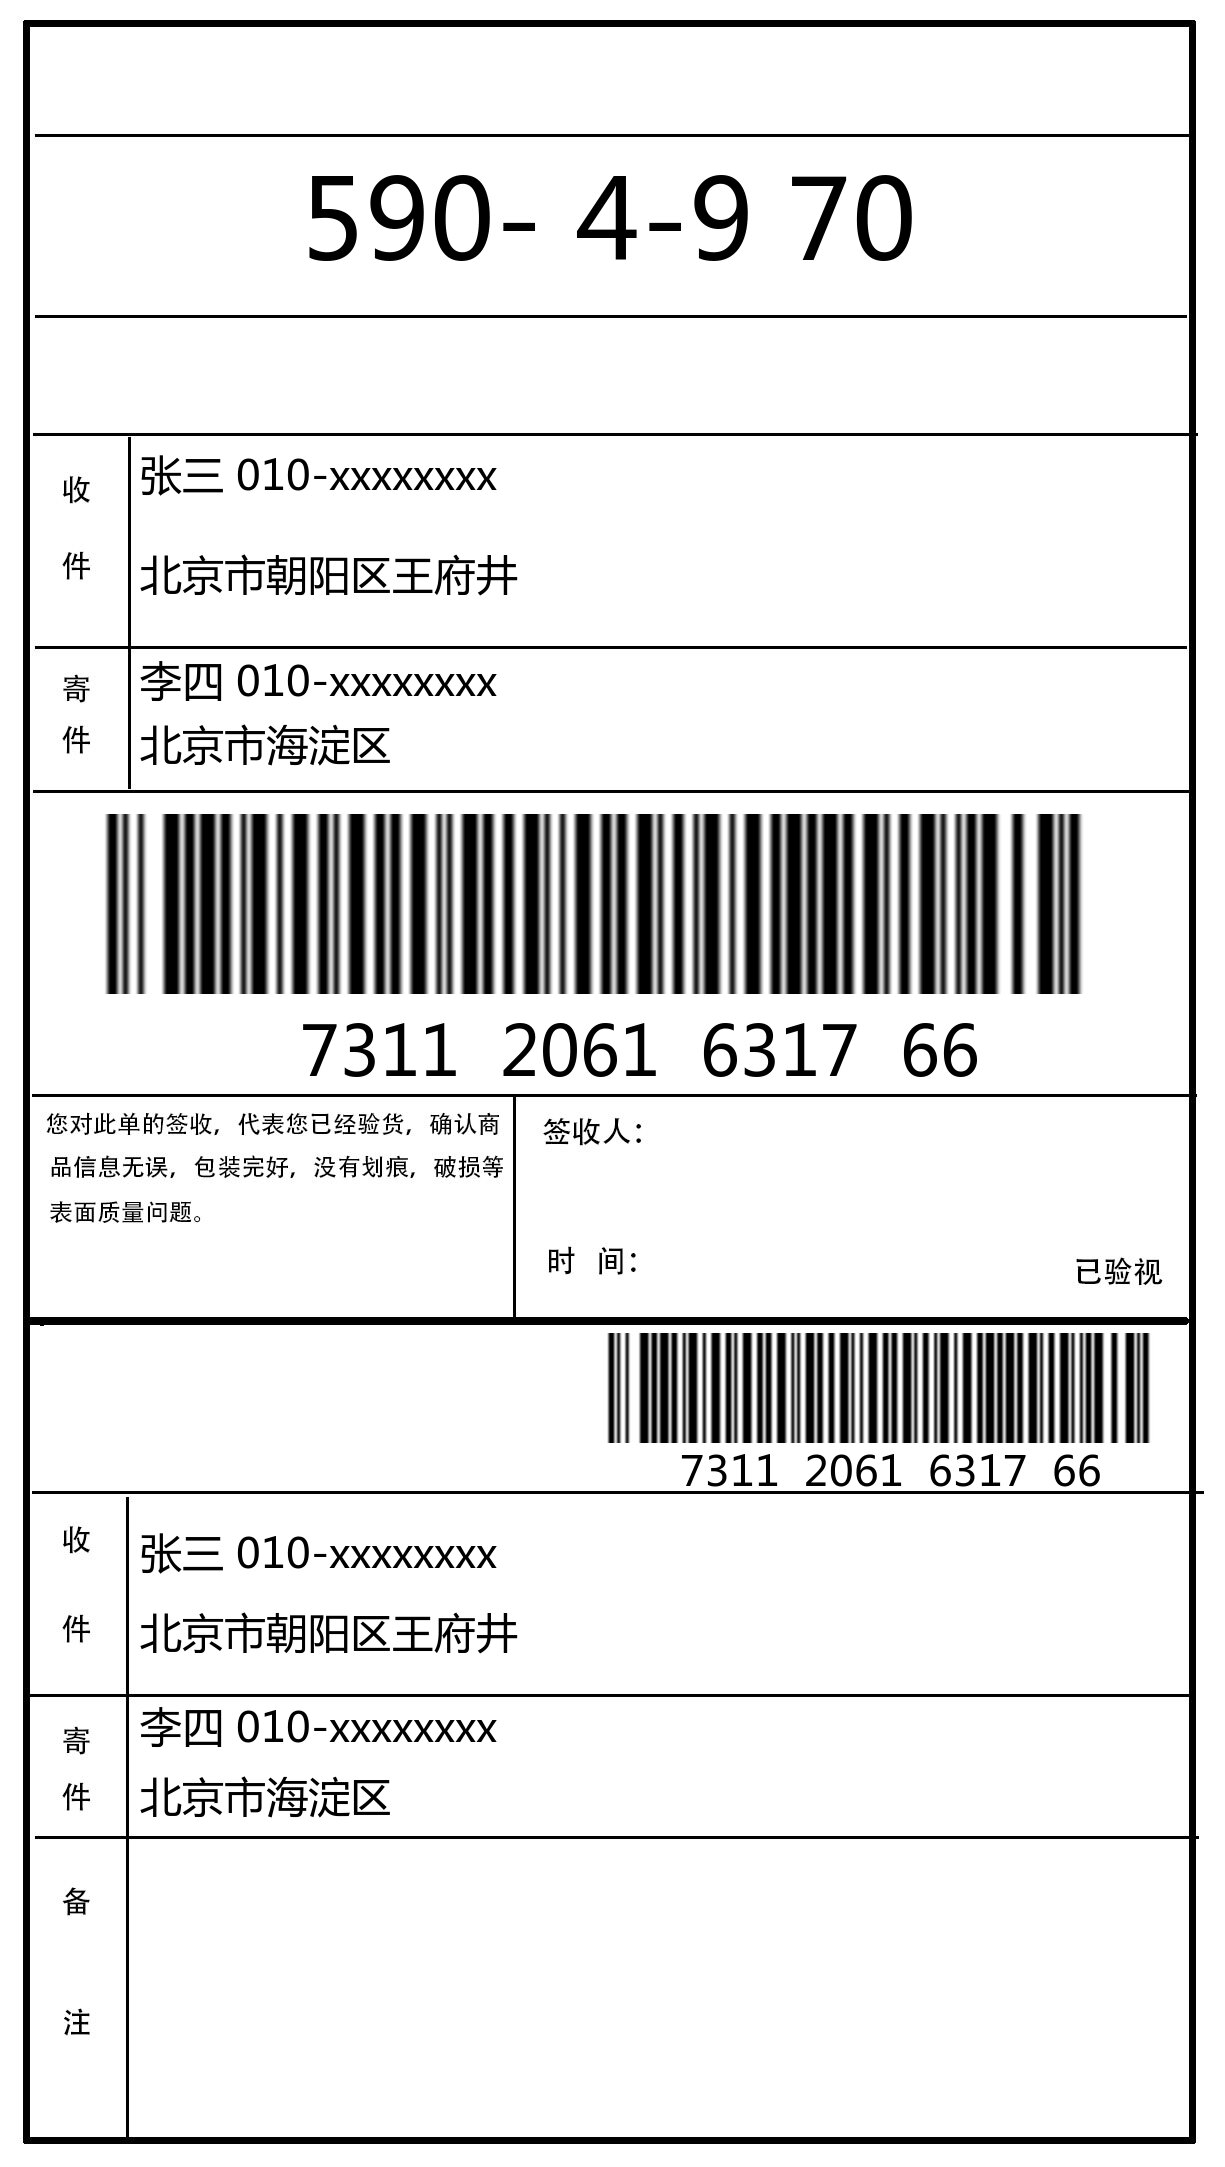 590- 4-9 70
收件
张三 010-xxxxxxxx
北京市朝阳区王府井
寄件
李四 010-xxxxxxxx
北京市海淀区
7311 2061 6317 66
您对此单的签收，代表您已经验货，确认商
品信息无误，包装完好，没有划痕，破损等
表面质量问题。
签收人：
时 间：
已验视
7311 2061 6317 66
收件
张三 010-xxxxxxxx
北京市朝阳区王府井
寄件
李四 010-xxxxxxxx
北京市海淀区
备注